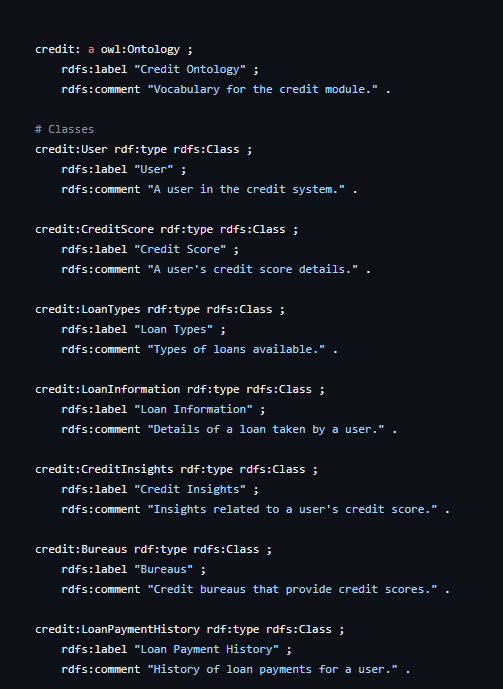 credit: a owl:Ontology ;
    rdfs:label "Credit Ontology" ;
    rdfs:comment "Vocabulary for the credit module." .

# Classes
credit:User rdf:type rdfs:Class ;
    rdfs:label "User" ;
    rdfs:comment "A user in the credit system." .

credit:CreditScore rdf:type rdfs:Class ;
    rdfs:label "Credit Score" ;
    rdfs:comment "A user's credit score details." .

credit:LoanTypes rdf:type rdfs:Class ;
    rdfs:label "Loan Types" ;
    rdfs:comment "Types of loans available." .

credit:LoanInformation rdf:type rdfs:Class ;
    rdfs:label "Loan Information" ;
    rdfs:comment "Details of a loan taken by a user." .

credit:CreditInsights rdf:type rdfs:Class ;
    rdfs:label "Credit Insights" ;
    rdfs:comment "Insights related to a user's credit score." .

credit:Bureaus rdf:type rdfs:Class ;
    rdfs:label "Bureaus" ;
    rdfs:comment "Credit bureaus that provide credit scores." .

credit:LoanPaymentHistory rdf:type rdfs:Class ;
    rdfs:label "Loan Payment History" ;
    rdfs:comment "History of loan payments for a user." .